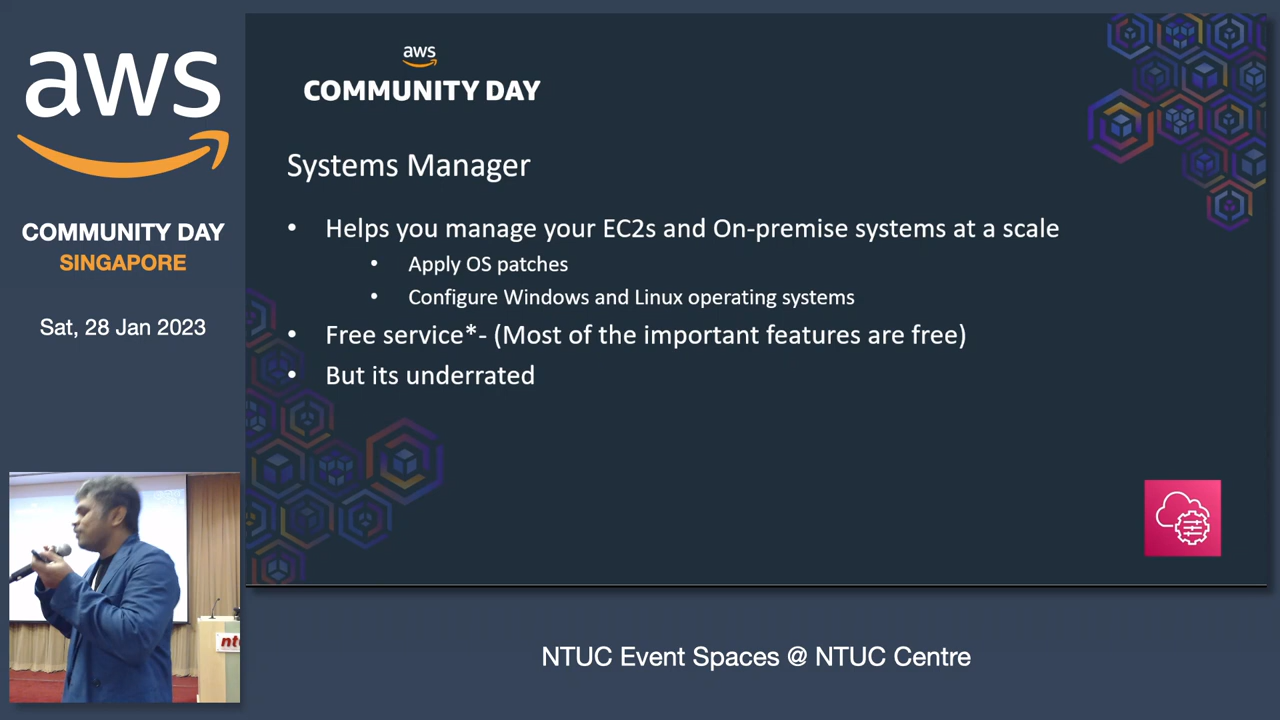 aws
COMMUNITY DAY
SINGAPORE
Sat, 28 Jan 2023
aws
COMMUNITY DAY
Systems Manager
• Helps you manage your EC2s and On-premise systems at a scale
• Apply OS patches
• Configure Windows and Linux operating systems
• Free service*- (Most of the important features are free)
• But its underrated
NTUC Event Spaces @ NTUC Centre